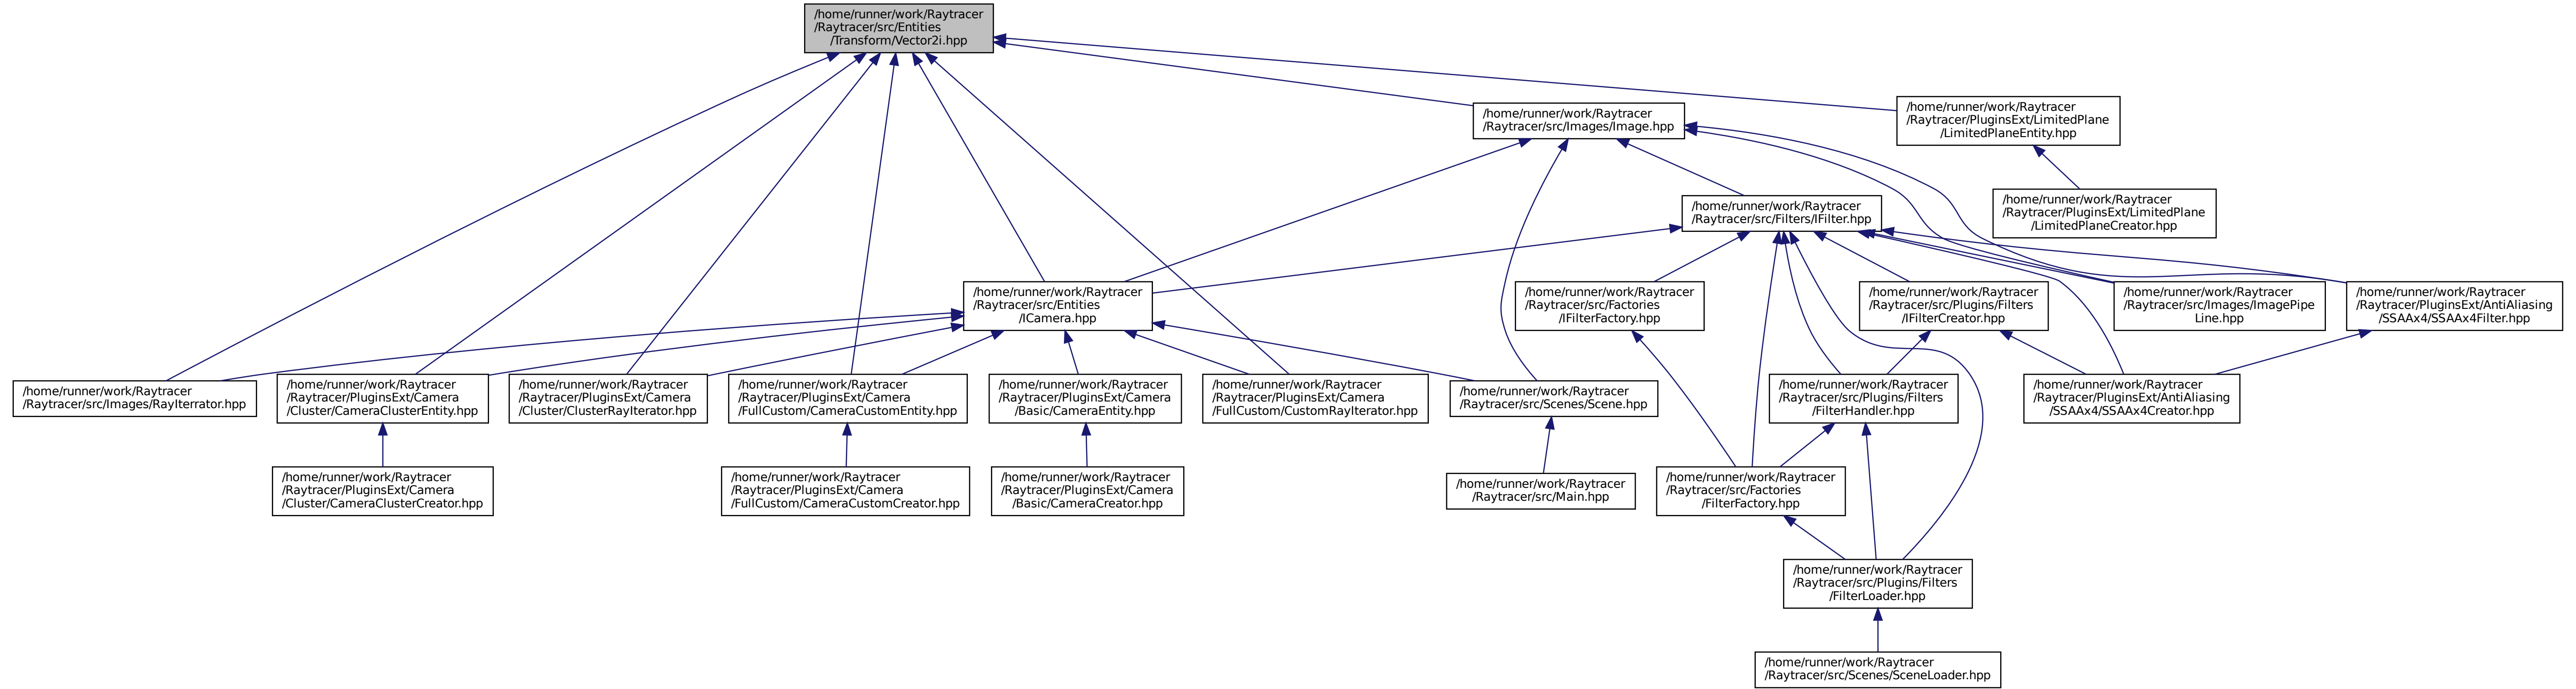 /home/runner/work/Raytracer
/Raytracer/src/Entities
/Transform/Vector2i.hpp
/home/runner/work/Raytracer
/Raytracer/src/Images/Image.hpp
/home/runner/work/Raytracer
/Raytracer/PluginsExt/LimitedPlane
/LimitedPlaneEntity.hpp
/home/runner/work/Raytracer
/Raytracer/src/Filters/IFilter.hpp
/home/runner/work/Raytracer
/Raytracer/PluginsExt/LimitedPlane
/LimitedPlaneCreator.hpp
/home/runner/work/Raytracer
/Raytracer/src/Entities
/ICamera.hpp
/home/runner/work/Raytracer
/Raytracer/src/Factories
/IFilterFactory.hpp
/home/runner/work/Raytracer
/Raytracer/src/Plugins/Filters
/IFilterCreator.hpp
/home/runner/work/Raytracer
/Raytracer/src/Images/ImagePipe
Line.hpp
/home/runner/work/Raytracer
/Raytracer/PluginsExt/AntiAliasing
/SSAAx4/SSAAx4Filter.hpp
/home/runner/work/Raytracer
/Raytracer/src/Images/RayIterrator.hpp
/home/runner/work/Raytracer
/Raytracer/PluginsExt/Camera
/Cluster/CameraClusterEntity.hpp
/home/runner/work/Raytracer
/Raytracer/PluginsExt/Camera
/Cluster/ClusterRayIterator.hpp
/home/runner/work/Raytracer
/Raytracer/PluginsExt/Camera
/FullCustom/CameraCustomEntity.hpp
/home/runner/work/Raytracer
/Raytracer/PluginsExt/Camera
/Basic/CameraEntity.hpp
/home/runner/work/Raytracer
/Raytracer/PluginsExt/Camera
/FullCustom/CustomRayIterator.hpp
/home/runner/work/Raytracer
/Raytracer/src/Scenes/Scene.hpp
/home/runner/work/Raytracer
/Raytracer/src/Plugins/Filters
/FilterHandler.hpp
/home/runner/work/Raytracer
/Raytracer/PluginsExt/AntiAliasing
/SSAAx4/SSAAx4Creator.hpp
/home/runner/work/Raytracer
/Raytracer/PluginsExt/Camera
/Cluster/CameraClusterCreator.hpp
/home/runner/work/Raytracer
/Raytracer/PluginsExt/Camera
/FullCustom/CameraCustomCreator.hpp
/home/runner/work/Raytracer
/Raytracer/PluginsExt/Camera
/Basic/CameraCreator.hpp
/home/runner/work/Raytracer
/Raytracer/src/Main.hpp
/home/runner/work/Raytracer
/Raytracer/src/Factories
/FilterFactory.hpp
/home/runner/work/Raytracer
/Raytracer/src/Plugins/Filters
/FilterLoader.hpp
/home/runner/work/Raytracer
/Raytracer/src/Scenes/SceneLoader.hpp